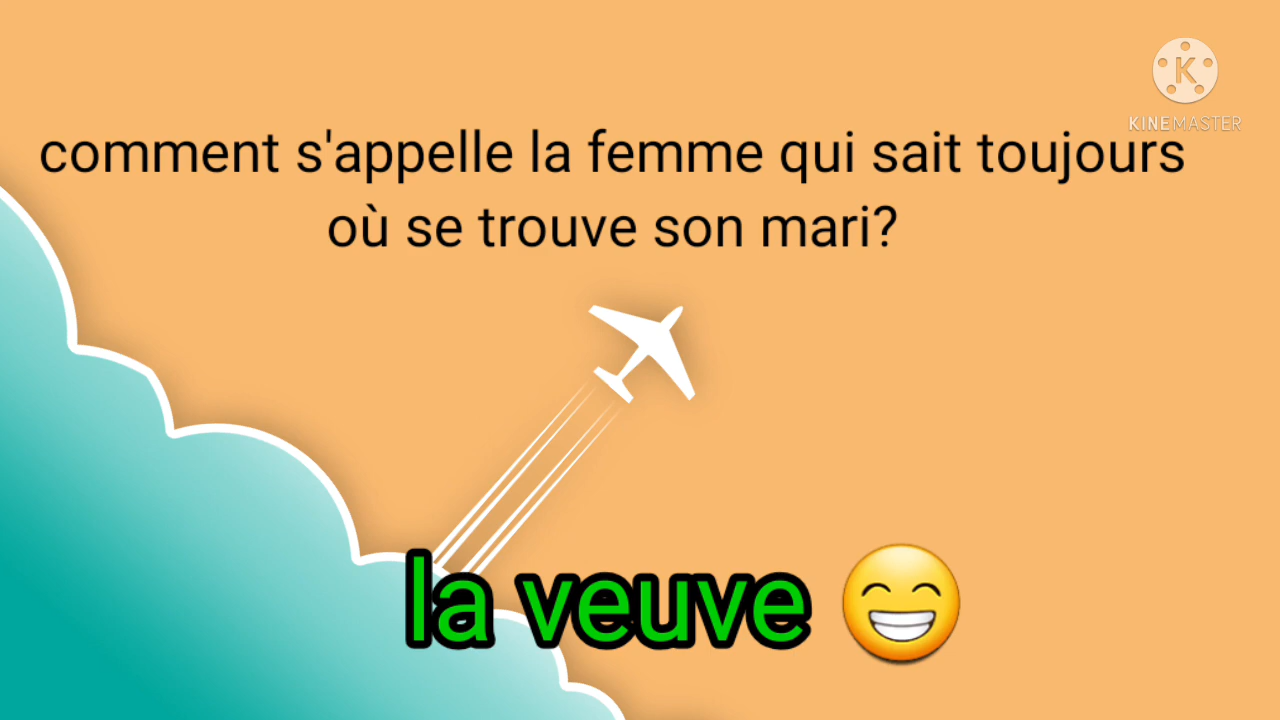 KINEMASTER
comment s'appelle la femme qui sait toujours
où se trouve son mari?
la veuve 😁